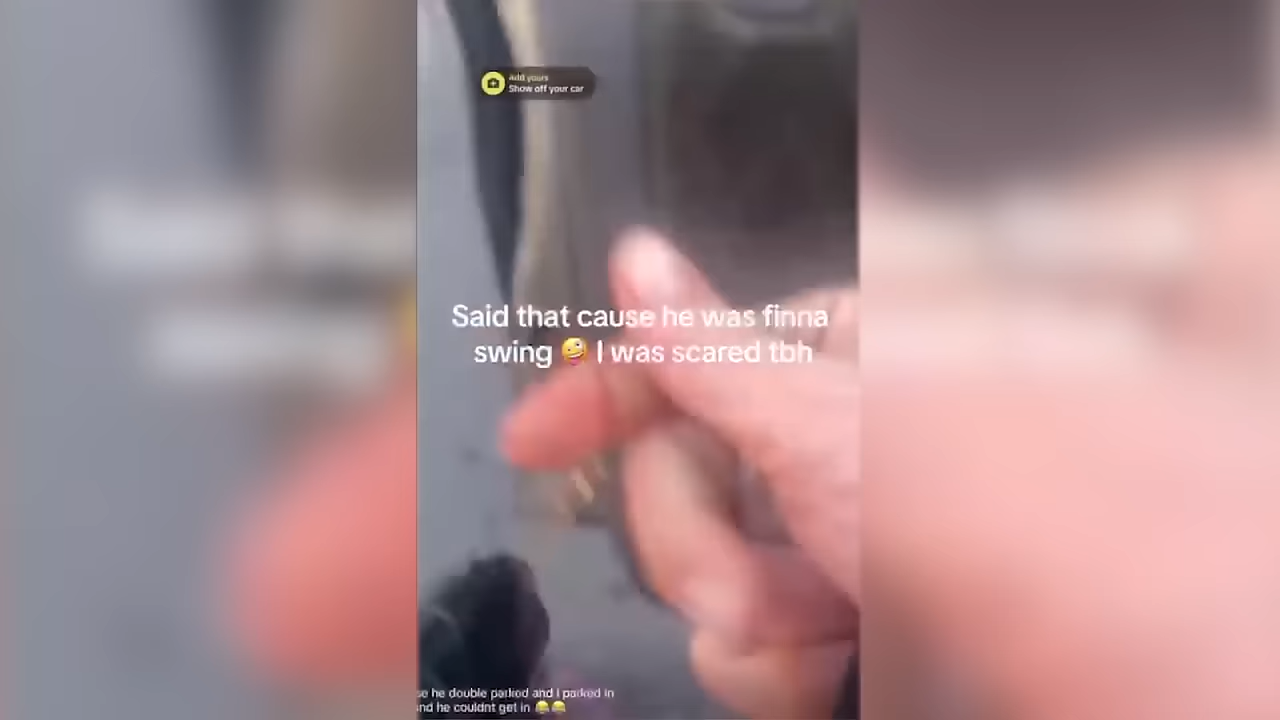 Add yours
Show off your car
Said that cause he was finna
swing 🤪 I was scared tbh
se he double parked and I parked in
and he couldnt get in 😂😂